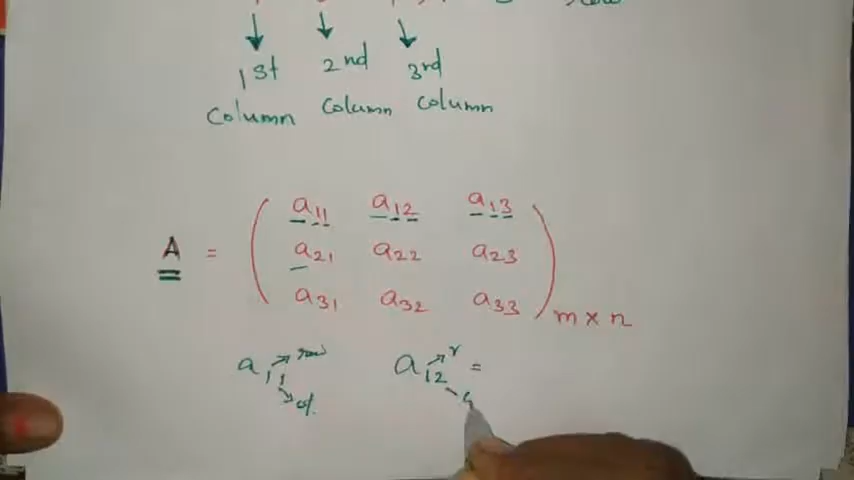 1st 2nd 3rd
column column column
A = ( a11 a12 a13
a21 a22 a23
a31 a32 a33 ) m × n
a11 → row → col. a12 → r =